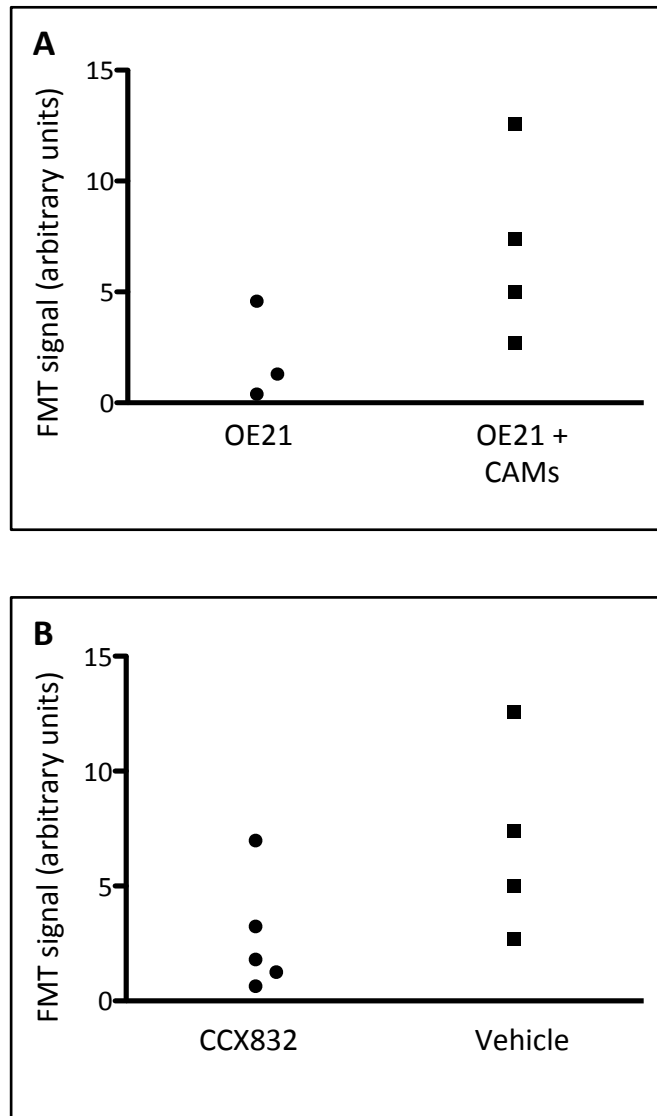 A
FMT signal (arbitrary units)
15
10
5
0
OE21
OE21 +
CAMs
B
FMT signal (arbitrary units)
15
10
5
0
CCX832
Vehicle